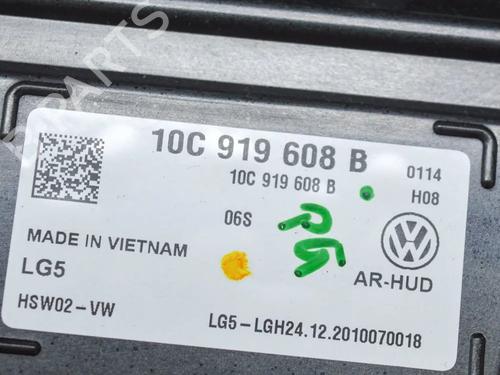 10C 919 608 B 0114
10C 919 608 B H08
06S
MADE IN VIETNAM
LG5 AR-HUD
HSW02-VW LG5-LGH24.12.2010070018